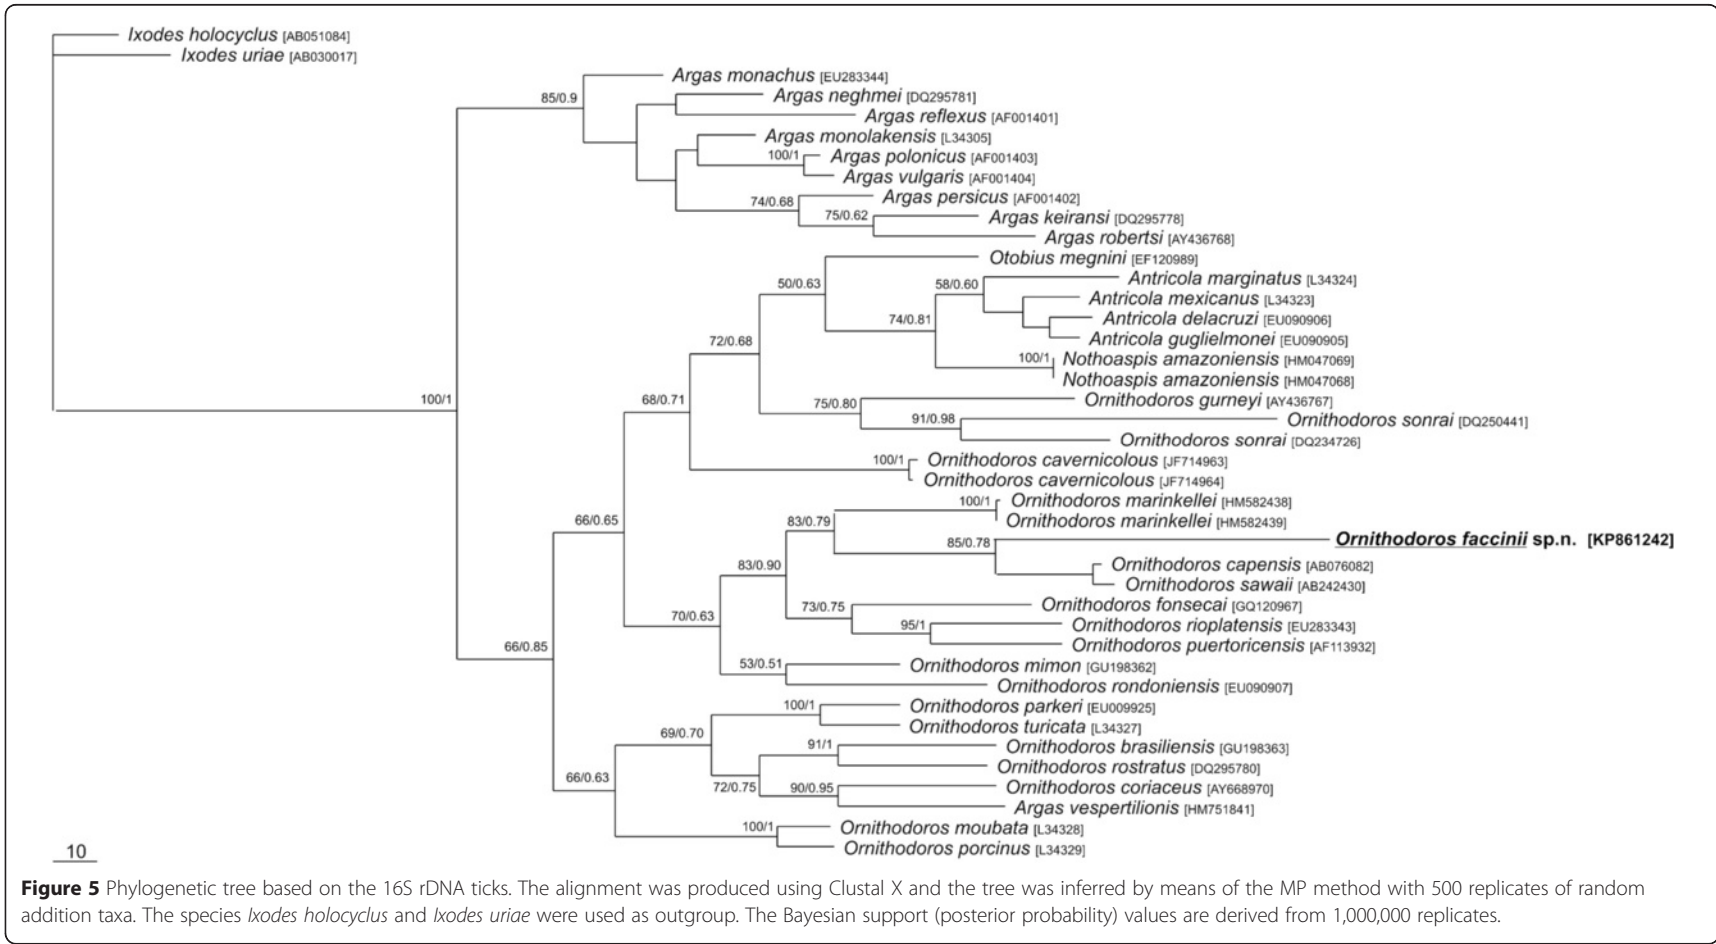 Ixodes holocyclus [AB051084]
Ixodes uriae [AB030017]
Argas monachus [EU283344]
85/0.9
Argas neghmei [DQ295781]
Argas reflexus [AF001401]
Argas monolakensis [L34305]
100/1
Argas polonicus [AF001403]
Argas vulgaris [AF001404]
74/0.68
Argas persicus [AF001402]
75/0.62
Argas keiransi [DQ295778]
Argas robertsi [AY436768]
Otobius megnini [EF120989]
50/0.63
58/0.60
Antricola marginatus [L34324]
Antricola mexicanus [L34323]
74/0.81
Antricola delacruzi [EU090906]
72/0.68
Antricola guglielmonei [EU090905]
100/1
Nothoaspis amazoniensis [HM047069]
Nothoaspis amazoniensis [HM047068]
100/1
68/0.71
75/0.80
Ornithodoros gurneyi [AY436767]
91/0.98
Ornithodoros sonrai [DQ250441]
Ornithodoros sonrai [DQ234726]
100/1
Ornithodoros cavernicolous [JF714963]
Ornithodoros cavernicolous [JF714964]
100/1
Ornithodoros marinkellei [HM582438]
66/0.65
83/0.79
Ornithodoros marinkellei [HM582439]
85/0.78
Ornithodoros faccinii sp.n. [KP861242]
83/0.90
Ornithodoros capensis [AB076082]
Ornithodoros sawaii [AB242430]
70/0.63
73/0.75
Ornithodoros fonsecai [GQ120967]
95/1
Ornithodoros rioplatensis [EU283343]
66/0.85
Ornithodoros puertoricensis [AF113932]
53/0.51
Ornithodoros mimon [GU198362]
Ornithodoros rondoniensis [EU090907]
100/1
Ornithodoros parkeri [EU009925]
69/0.70
Ornithodoros turicata [L34327]
91/1
Ornithodoros brasiliensis [GU198363]
Ornithodoros rostratus [DQ295780]
66/0.63
72/0.75
90/0.95
Ornithodoros coriaceus [AY668970]
Argas vespertilionis [HM751841]
100/1
Ornithodoros moubata [L34328]
Ornithodoros porcinus [L34329]
10
Figure 5 Phylogenetic tree based on the 16S rDNA ticks. The alignment was produced using Clustal X and the tree was inferred by means of the MP method with 500 replicates of random
addition taxa. The species Ixodes holocyclus and Ixodes uriae were used as outgroup. The Bayesian support (posterior probability) values are derived from 1,000,000 replicates.